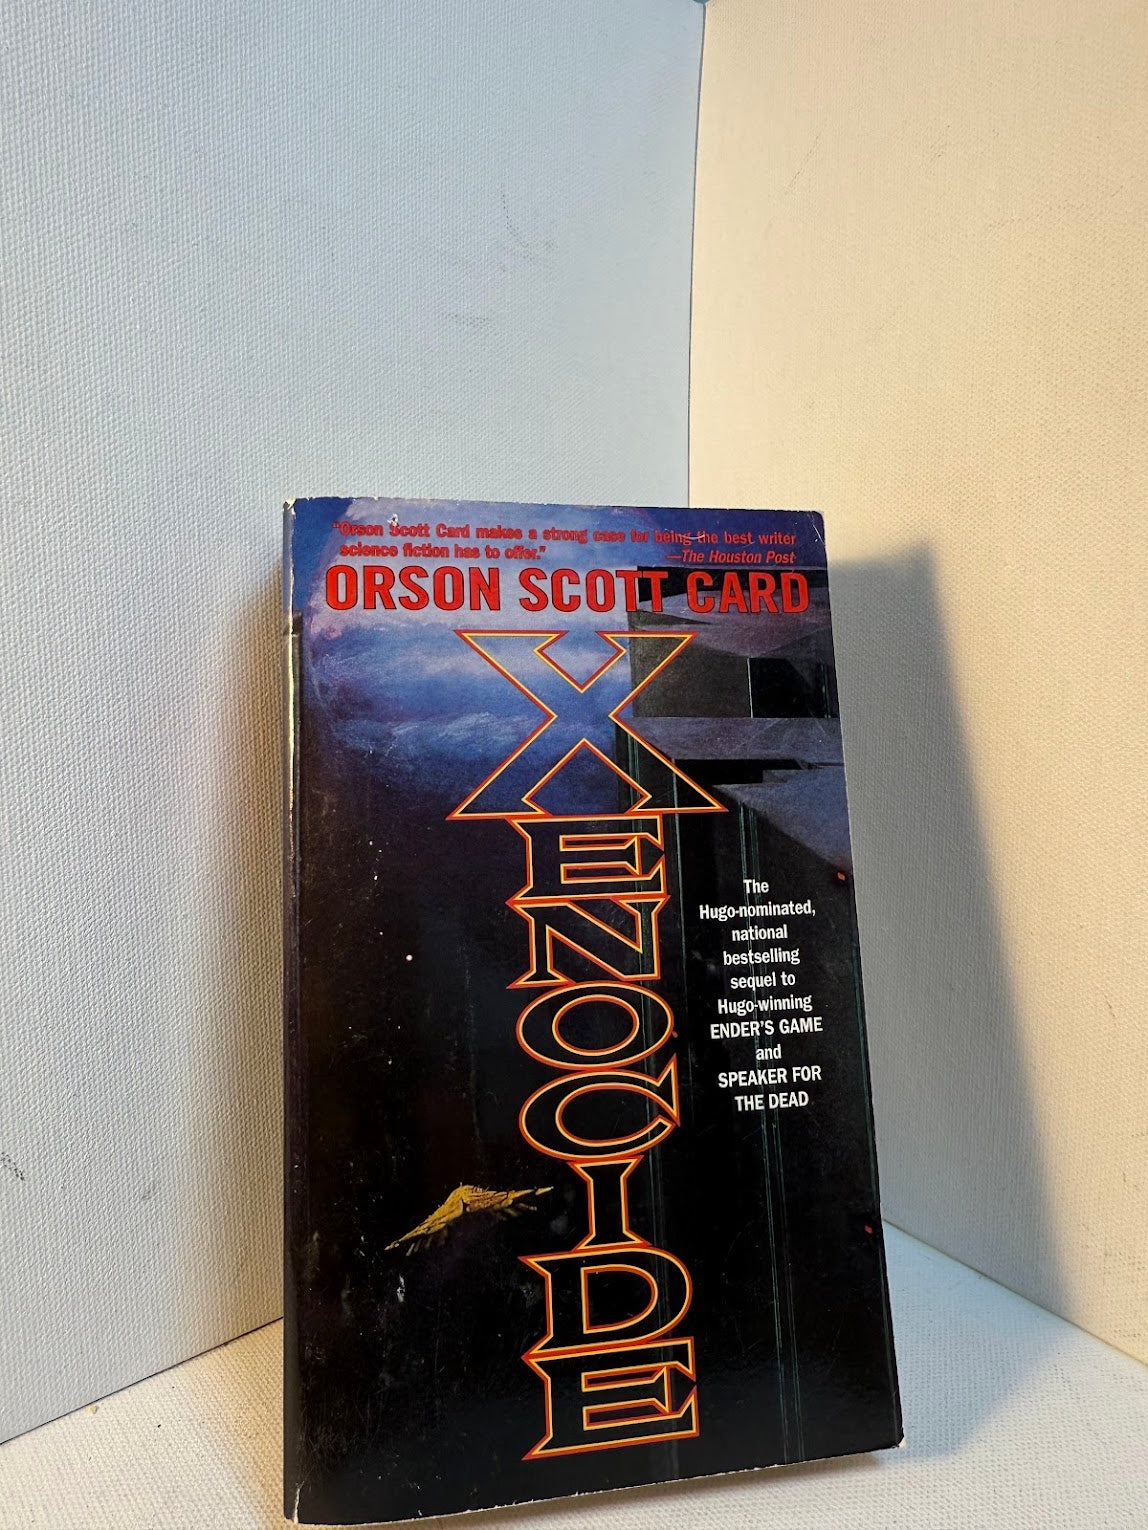 "Orson Scott Card makes a strong case for being the best writer
science fiction has to offer."
—The Houston Post
ORSON SCOTT CARD
XENOCIDE
The
Hugo-nominated,
national
bestselling
sequel to
Hugo-winning
ENDER'S GAME
and
SPEAKER FOR
THE DEAD